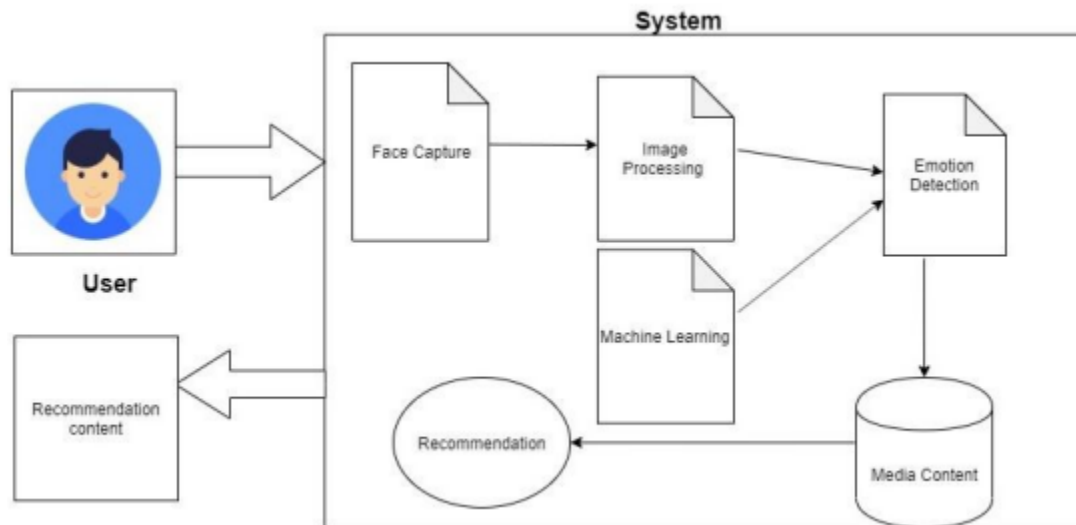 System
Face Capture
Image
Processing
Emotion
Detection
User
Machine Learning
Recommendation
content
Recommendation
Media Content